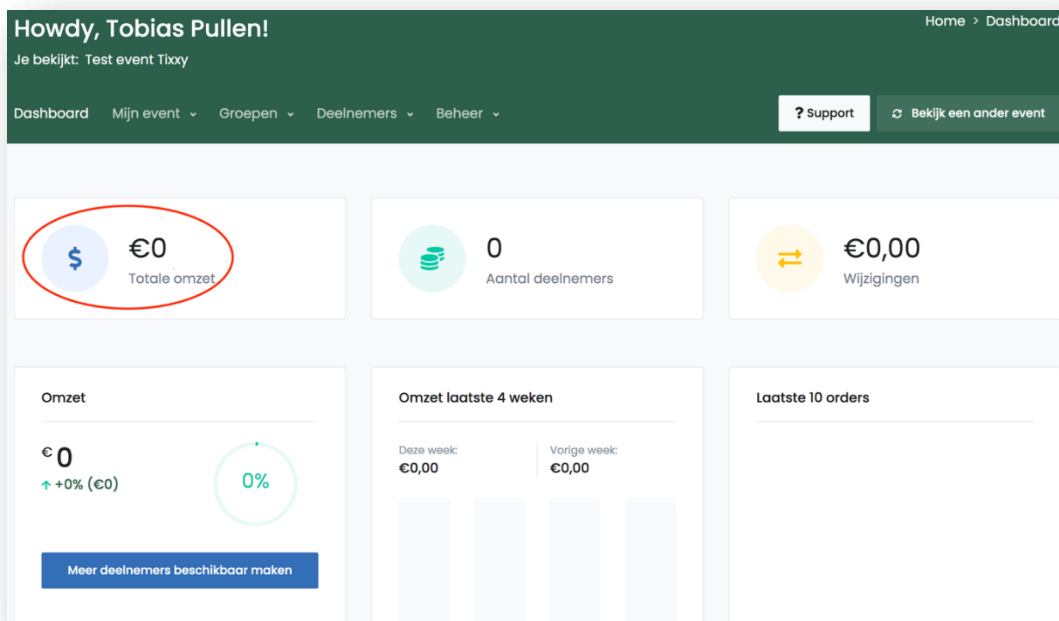 Howdy, Tobias Pullen!
Home > Dashboard
Je bekijkt: Test event Tixxy
Dashboard Mijn event Groepen Deelnemers Beheer
? Support
Bekijk een ander event
$
€0
Totale omzet
0
Aantal deelnemers
€0,00
Wijzigingen
Omzet
€ 0
+0% (€0)
0%
Meer deelnemers beschikbaar maken
Omzet laatste 4 weken
Deze week: Vorige week:
€0,00 €0,00
Laatste 10 orders